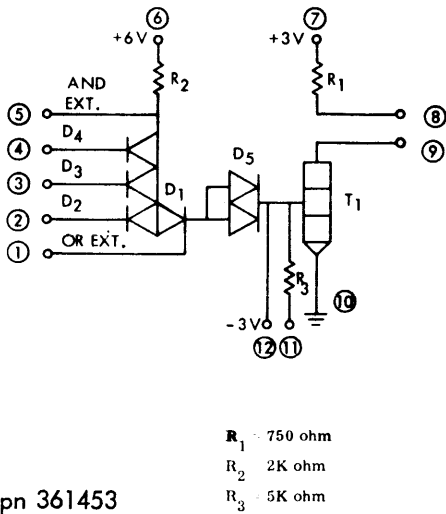 ⑥ ⑦
+6V +3V
R2 R1
AND
EXT.
⑤ ⑧
D4
④ ⑨
D3 D1 D5
③ T1
D2
②
OR EXT.
① R3
⑩
-3V
⑫ ⑪
R1 750 ohm
R2 2K ohm
R3 5K ohm
pn 361453